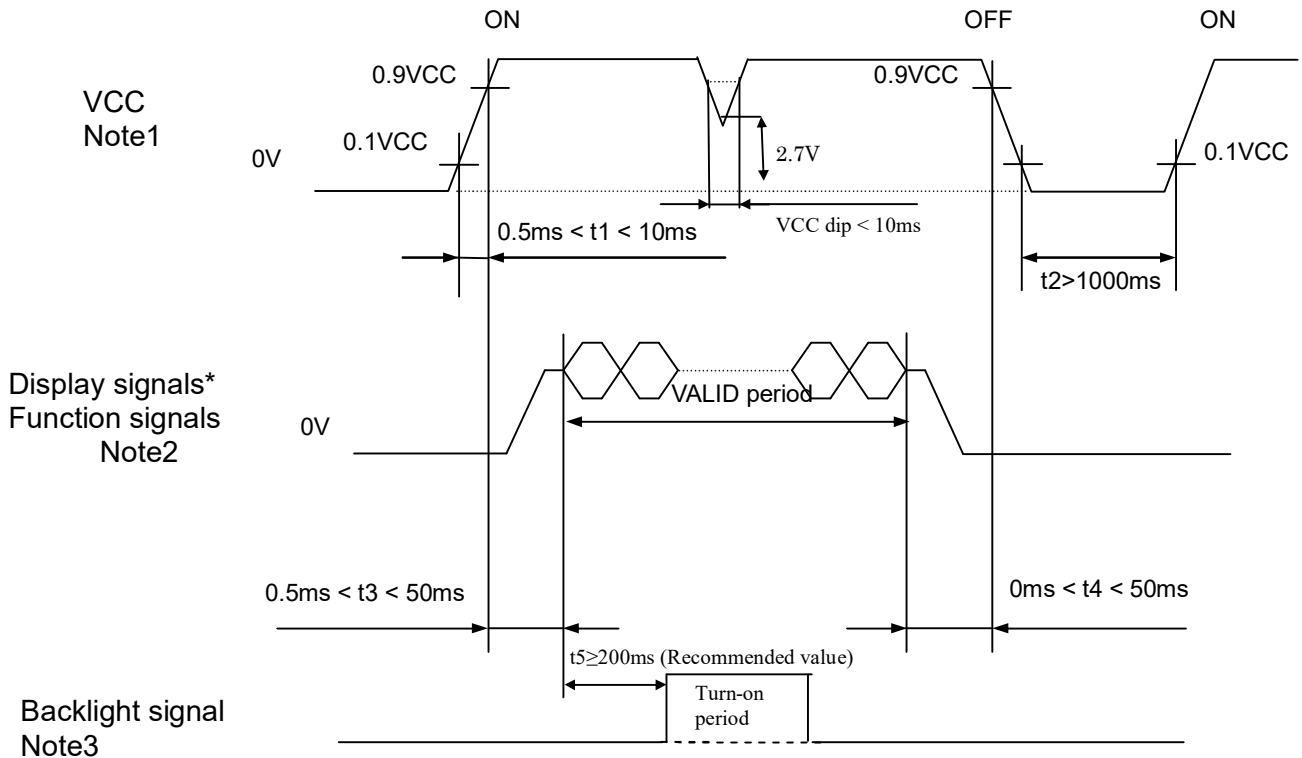 ON
OFF
ON
0.9VCC
0.9VCC
VCC
Note1
0.1VCC
0V
2.7V
0.1VCC
VCC dip < 10ms
0.5ms < t1 < 10ms
t2>1000ms
Display signals*
Function signals
Note2
0V
VALID period
0.5ms < t3 < 50ms
0ms < t4 < 50ms
t5≥200ms (Recommended value)
Turn-on
period
Backlight signal
Note3